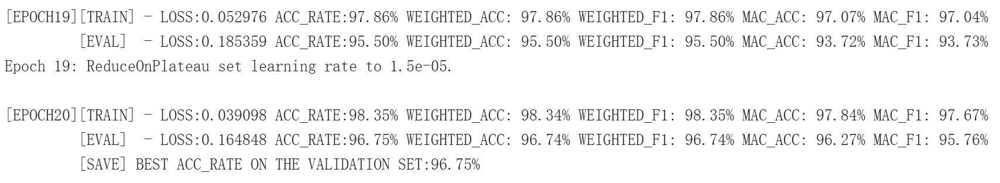 [EPOCH19][TRAIN] - LOSS:0.052976 ACC_RATE:97.86% WEIGHTED_ACC: 97.86% WEIGHTED_F1: 97.86% MAC_ACC: 97.07% MAC_F1: 97.04%
[EVAL] - LOSS:0.185359 ACC_RATE:95.50% WEIGHTED_ACC: 95.50% WEIGHTED_F1: 95.50% MAC_ACC: 93.72% MAC_F1: 93.73%
Epoch 19: ReduceOnPlateau set learning rate to 1.5e-05.
[EPOCH20][TRAIN] - LOSS:0.039098 ACC_RATE:98.35% WEIGHTED_ACC: 98.34% WEIGHTED_F1: 98.35% MAC_ACC: 97.84% MAC_F1: 97.67%
[EVAL] - LOSS:0.164848 ACC_RATE:96.75% WEIGHTED_ACC: 96.74% WEIGHTED_F1: 96.74% MAC_ACC: 96.27% MAC_F1: 95.76%
[SAVE] BEST ACC_RATE ON THE VALIDATION SET:96.75%